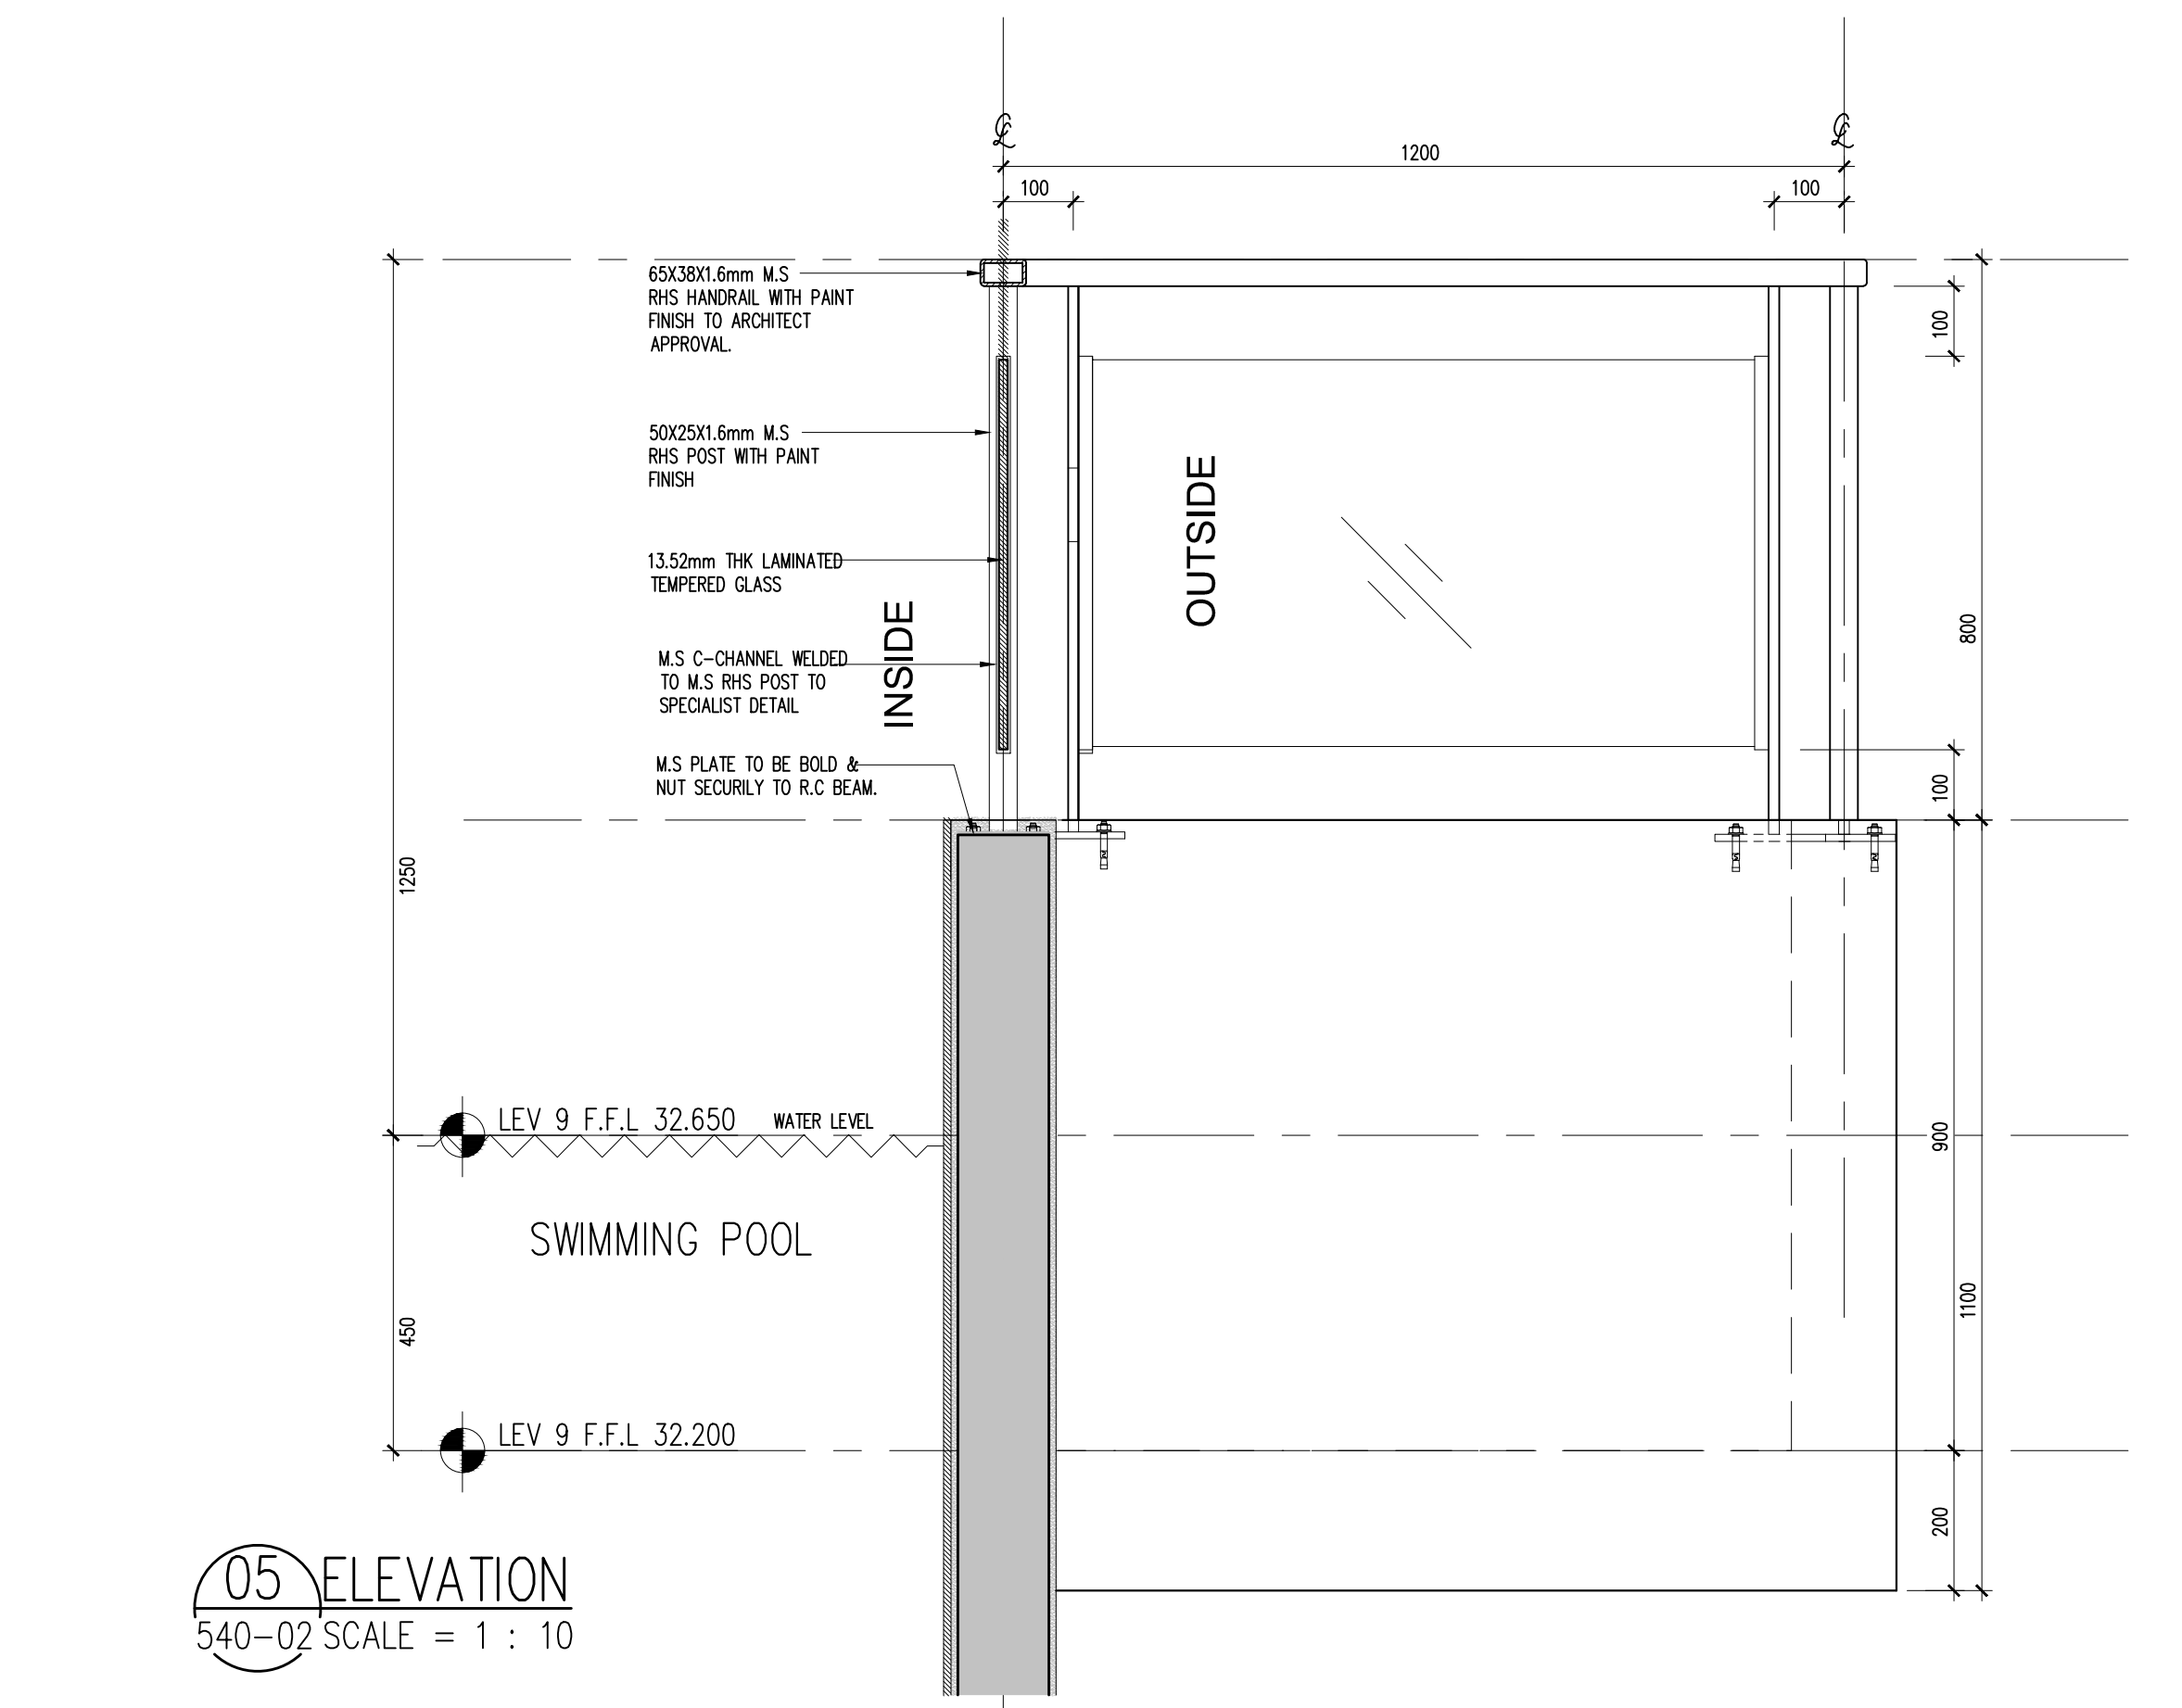 1200
100
100
65X38X1.6mm M.S
RHS HANDRAIL WITH PAINT
FINISH TO ARCHITECT
APPROVAL.
100
50X25X1.6mm M.S
RHS POST WITH PAINT
FINISH
OUTSIDE
13.52mm THK LAMINATED
TEMPERED GLASS
INSIDE
800
M.S C-CHANNEL WELDED
TO M.S RHS POST TO
SPECIALIST DETAIL
M.S PLATE TO BE BOLD &
NUT SECURILY TO R.C BEAM.
100
1250
LEV 9 F.F.L 32.650
WATER LEVEL
900
SWIMMING POOL
1100
450
LEV 9 F.F.L 32.200
200
05 ELEVATION
540-02 SCALE = 1 : 10